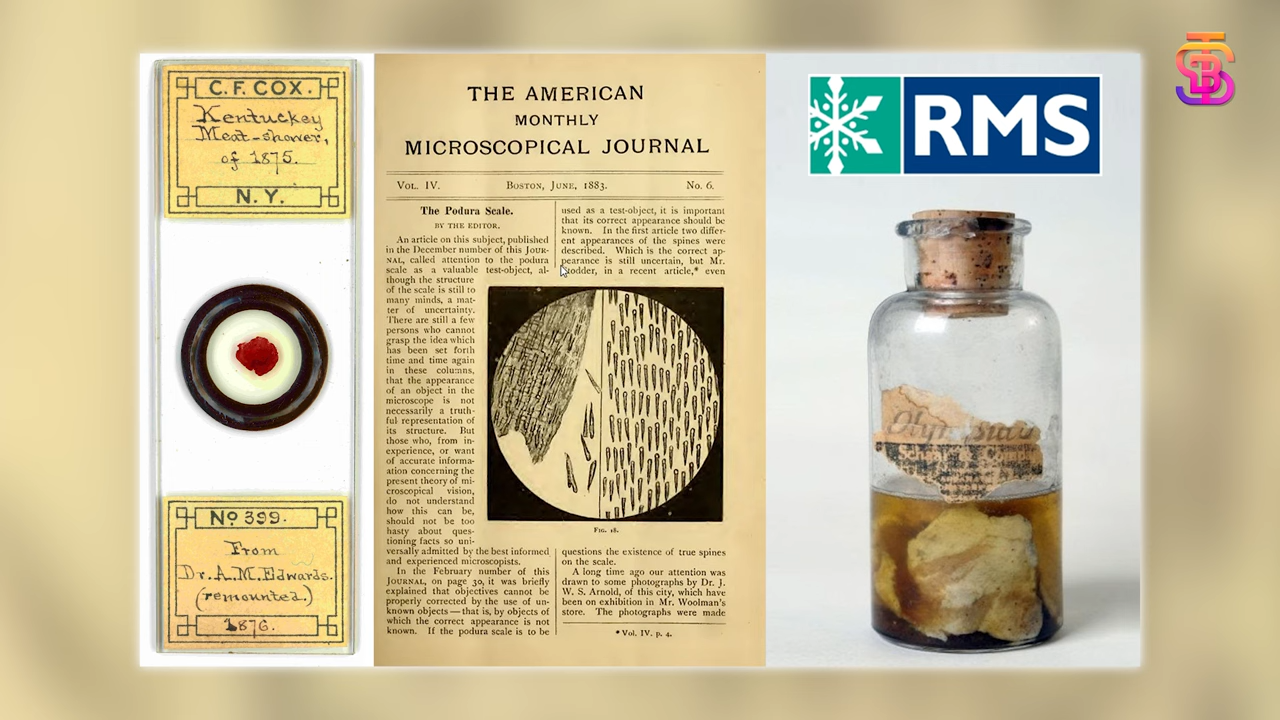 C.F. COX.
Kentuckey
Meat-shower,
of 1875.
N.Y.
No 399.
From
Dr. A.M. Edwards.
(remounted.)
1876.
THE AMERICAN
MONTHLY
MICROSCOPICAL JOURNAL
VOL. IV. BOSTON, JUNE, 1883. No. 6.
The Podura Scale.
BY THE EDITOR.
An article on this subject, published
in the December number of this JOUR-
NAL, called attention to the podura
scale as a valuable test-object, al-
though the structure
of the scale is still to
many minds, a mat-
ter of uncertainty.
There are still a few
persons who cannot
grasp the idea which
has been set forth
time and time again
in these columns,
that the appearance
of an object in the
microscope is not
necessarily a truth-
ful representation of
its structure. But
those who, from in-
experience, or want
of accurate informa-
tion concerning the
present theory of mi-
croscopical vision,
do not understand
how this can be,
should not be too
hasty about ques-
tioning facts so uni-
versally admitted by the best informed
and experienced microscopists.
In the February number of this
JOURNAL, on page 30, it was briefly
explained that objectives cannot be
properly corrected by the use of un-
known objects—that is, by objects of
which the correct appearance is not
known. If the podura scale is to be
used as a test-object, it is important
that its correct appearance should be
known. In the first article two differ-
ent appearances of the spines were
described. Which is the correct ap-
pearance is still uncertain, but Mr.
Stodder, in a recent article,* even
FIG. 18.
questions the existence of true spines
on the scale.
A long time ago our attention was
drawn to some photographs by Dr. J.
W. S. Arnold, of this city, which have
been on exhibition in Mr. Woolman's
store. The photographs were made
* Vol. IV. p. 4.
RMS